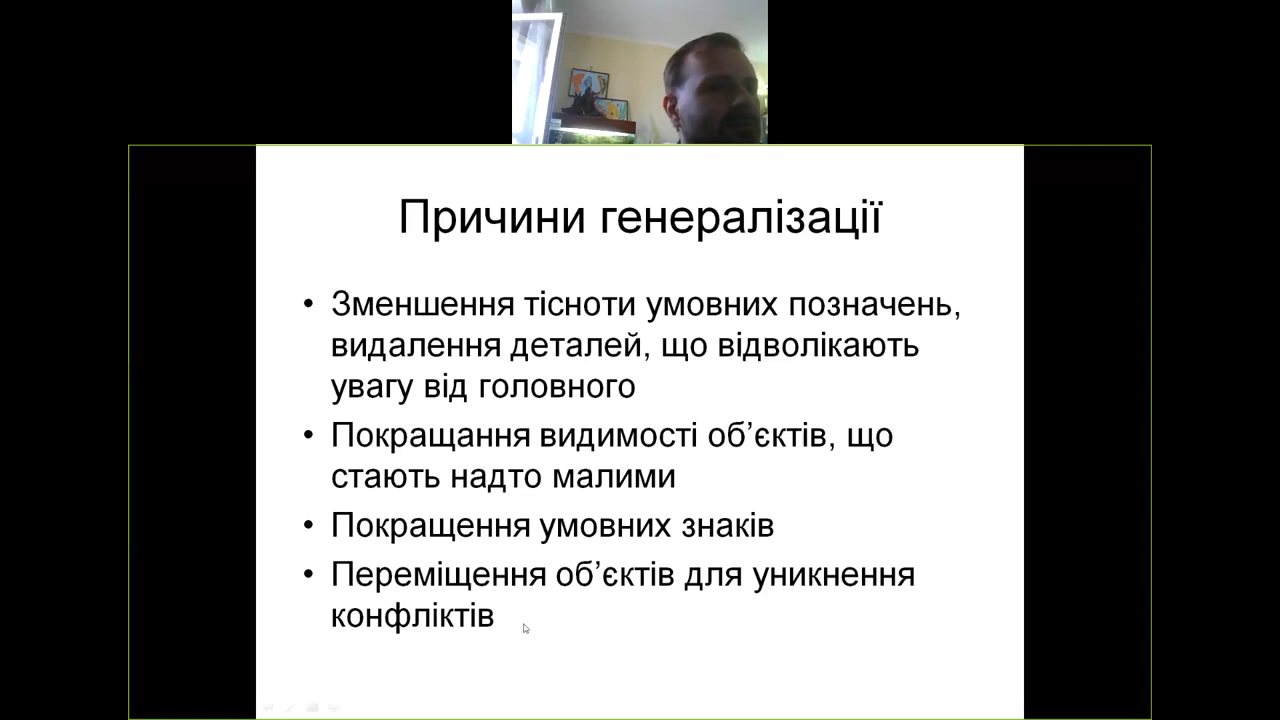 Причини генералізації
• Зменшення тісноти умовних позначень,
видалення деталей, що відволікають
увагу від головного
• Покращання видимості об’єктів, що
стають надто малими
• Покращення умовних знаків
• Переміщення об’єктів для уникнення
конфліктів